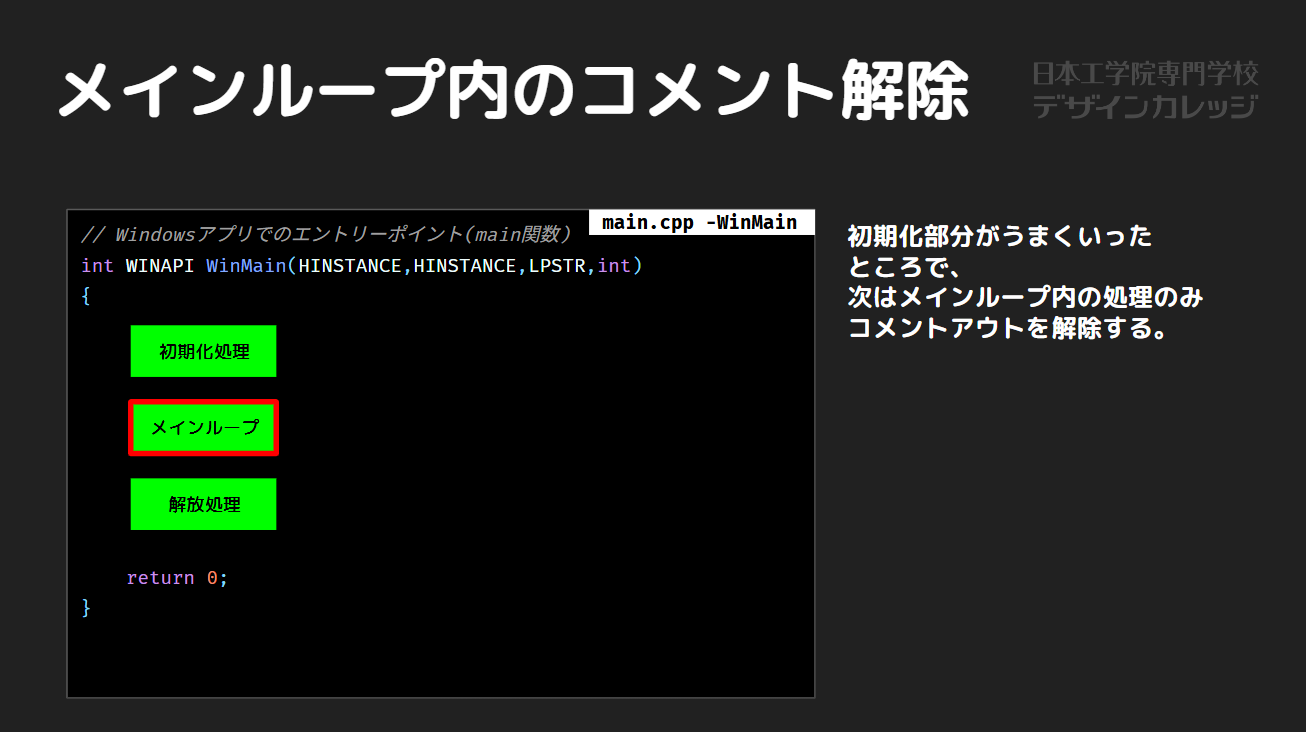 メインループ内のコメント解除
日本工学院専門学校
デザインカレッジ
main.cpp -WinMain
// Windowsアプリでのエントリーポイント(main関数)
int WINAPI WinMain(HINSTANCE,HINSTANCE,LPSTR,int)
{
初期化処理
メインループ
解放処理
return 0;
}
初期化部分がうまくいった
ところで、
次はメインループ内の処理のみ
コメントアウトを解除する。